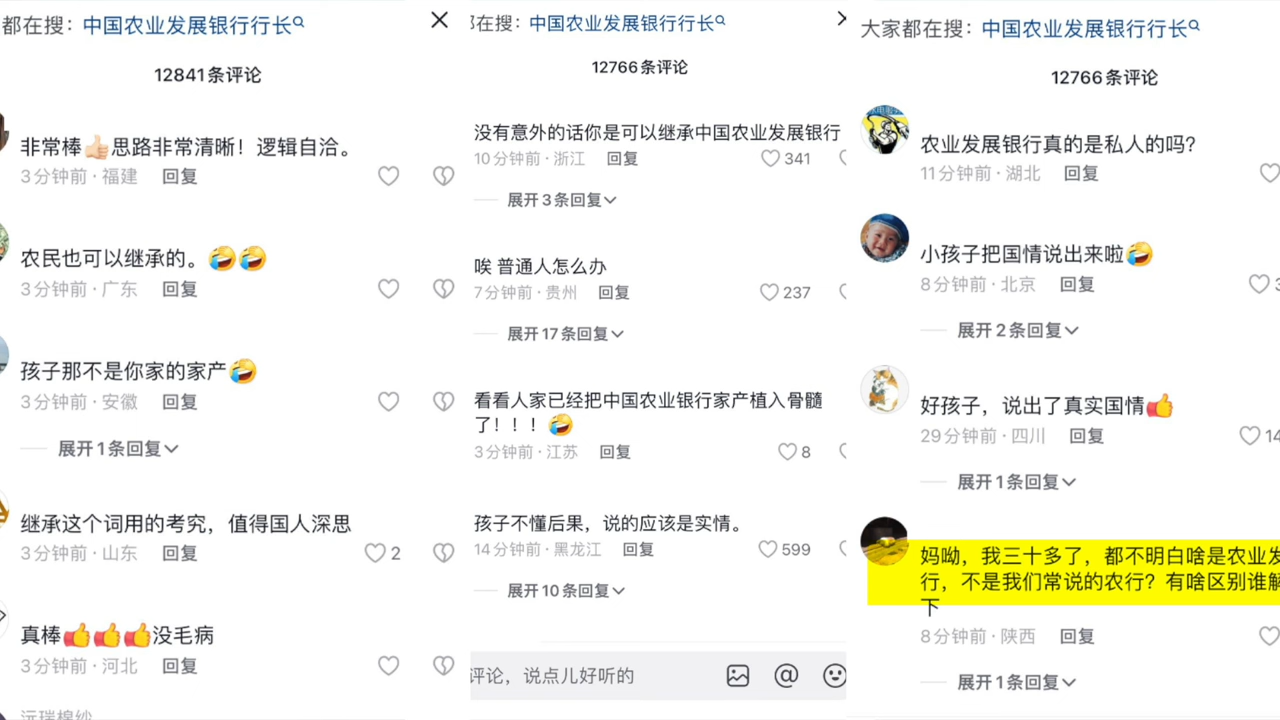 都在搜：中国农业发展银行行长
12841条评论
非常棒👍🏻思路非常清晰！逻辑自洽。
3分钟前·福建 回复
农民也可以继承的。🤣🤣
3分钟前·广东 回复
孩子那不是你家的家产🤣
3分钟前·安徽 回复
展开1条回复
继承这个词用的考究，值得国人深思
3分钟前·山东 回复 2
真棒👍👍👍没毛病
3分钟前·河北 回复
在搜：中国农业发展银行行长
12766条评论
没有意外的话你是可以继承中国农业发展银行
10分钟前·浙江 回复 341
展开3条回复
唉 普通人怎么办
7分钟前·贵州 回复 237
展开17条回复
看看人家已经把中国农业银行家产植入骨髓
了！！！🤣
3分钟前·江苏 回复 8
孩子不懂后果，说的应该是实情。
14分钟前·黑龙江 回复 599
展开10条回复
评论，说点儿好听的
大家都在搜：中国农业发展银行行长
12766条评论
农业发展银行真的是私人的吗？
11分钟前·湖北 回复
小孩子把国情说出来啦🤣
8分钟前·北京 回复 3
展开2条回复
好孩子，说出了真实国情👍
29分钟前·四川 回复 14
展开1条回复
妈呦，我三十多了，都不明白啥是农业发
行，不是我们常说的农行？有啥区别谁解
下
8分钟前·陕西 回复
展开1条回复